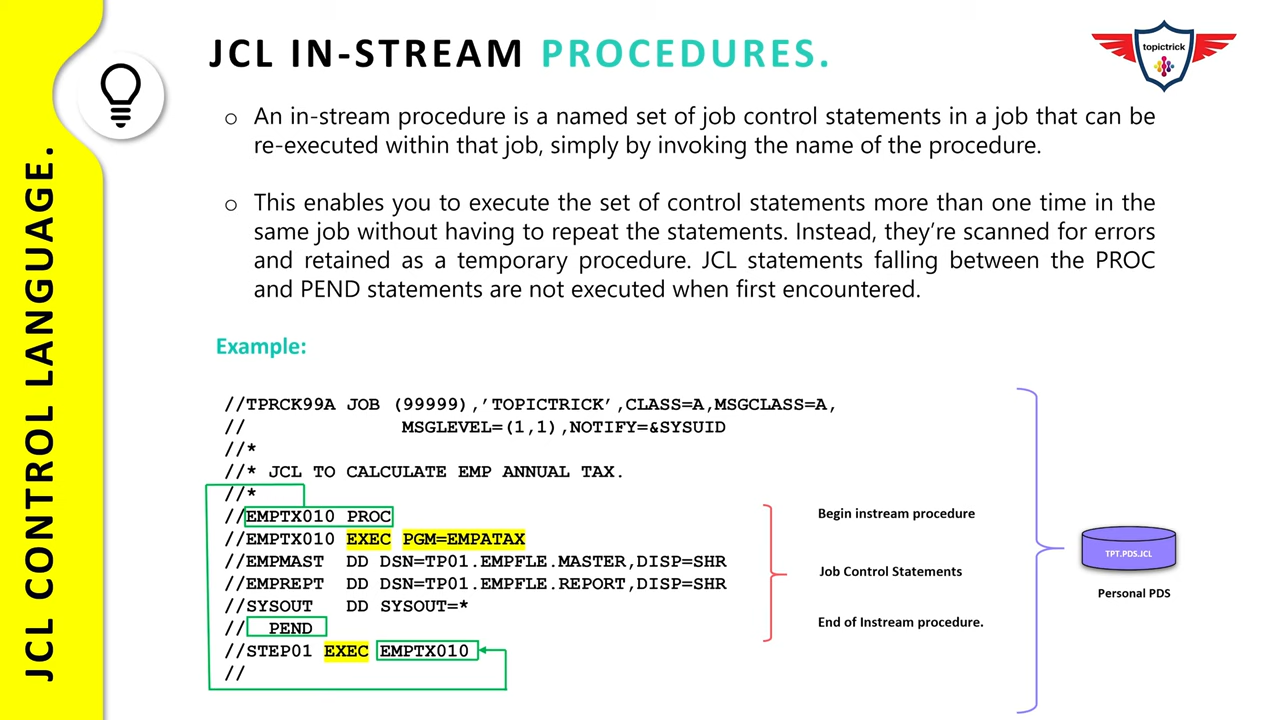 JCL CONTROL LANGUAGE.
JCL IN-STREAM PROCEDURES.
topictrick
o An in-stream procedure is a named set of job control statements in a job that can be
re-executed within that job, simply by invoking the name of the procedure.
o This enables you to execute the set of control statements more than one time in the
same job without having to repeat the statements. Instead, they’re scanned for errors
and retained as a temporary procedure. JCL statements falling between the PROC
and PEND statements are not executed when first encountered.
Example:
//TPRCK99A JOB (99999),’TOPICTRICK’,CLASS=A,MSGCLASS=A,
// MSGLEVEL=(1,1),NOTIFY=&SYSUID
//*
//* JCL TO CALCULATE EMP ANNUAL TAX.
//*
//EMPTX010 PROC
//EMPTX010 EXEC PGM=EMPATAX
//EMPMAST DD DSN=TP01.EMPFLE.MASTER,DISP=SHR
//EMPREPT DD DSN=TP01.EMPFLE.REPORT,DISP=SHR
//SYSOUT DD SYSOUT=*
// PEND
//STEP01 EXEC EMPTX010
//
Begin instream procedure
Job Control Statements
End of Instream procedure.
TPT.PDS.JCL
Personal PDS